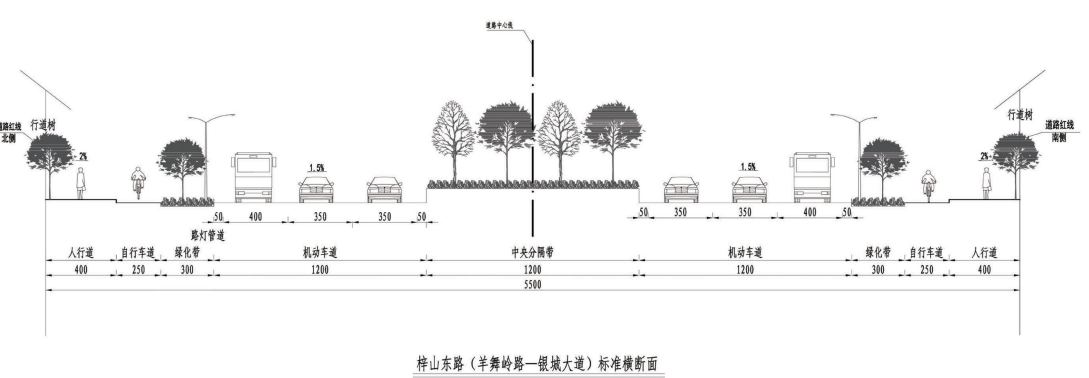 道路中心线
行道树
道路红线
北侧
2%
1.5%
1.5%
2%
行道树
道路红线
南侧
50 400 350 350 50
50 350 350 400 50
路灯管道
人行道 自行车道 绿化带 机动车道 中央分隔带 机动车道 绿化带 自行车道 人行道
400 250 300 1200 1200 1200 300 250 400
5500
梓山东路（羊舞岭路—银城大道）标准横断面